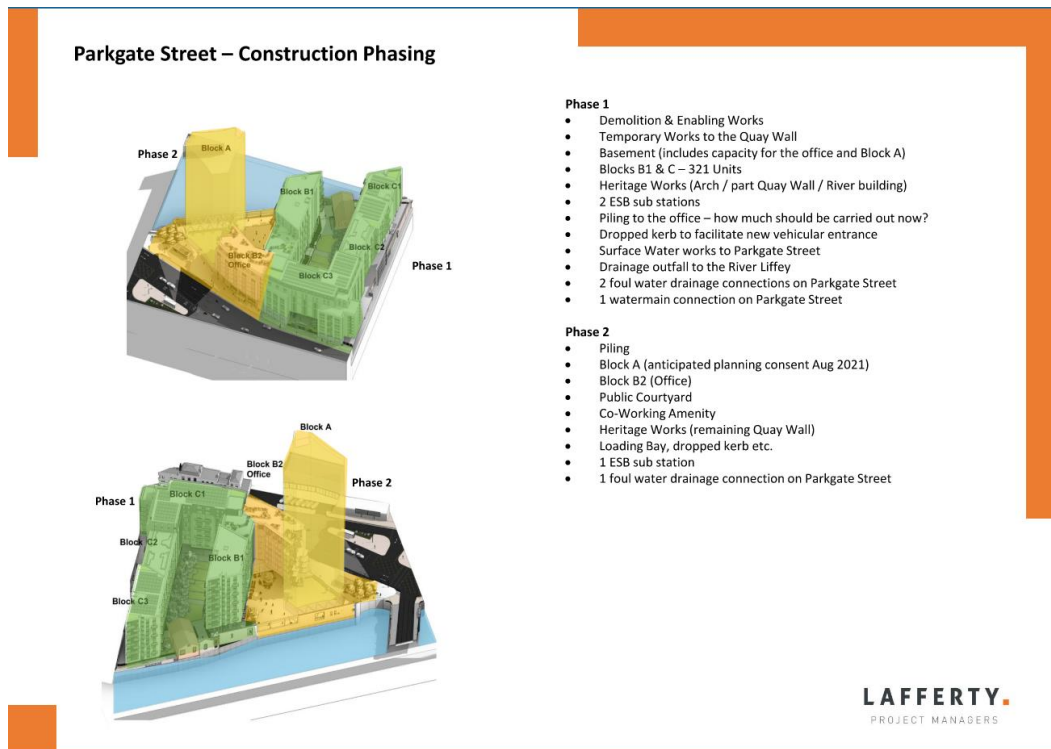 Parkgate Street – Construction Phasing
Phase 2
Block A
Block B1
Block C1
Block B2
Office
Block C2
Block C3
Phase 1
Block A
Block B2
Office
Phase 2
Phase 1
Block C1
Block C2
Block B1
Block C3
Phase 1
• Demolition & Enabling Works
• Temporary Works to the Quay Wall
• Basement (includes capacity for the office and Block A)
• Blocks B1 & C – 321 Units
• Heritage Works (Arch / part Quay Wall / River building)
• 2 ESB sub stations
• Piling to the office – how much should be carried out now?
• Dropped kerb to facilitate new vehicular entrance
• Surface Water works to Parkgate Street
• Drainage outfall to the River Liffey
• 2 foul water drainage connections on Parkgate Street
• 1 watermain connection on Parkgate Street
Phase 2
• Piling
• Block A (anticipated planning consent Aug 2021)
• Block B2 (Office)
• Public Courtyard
• Co-Working Amenity
• Heritage Works (remaining Quay Wall)
• Loading Bay, dropped kerb etc.
• 1 ESB sub station
• 1 foul water drainage connection on Parkgate Street
LAFFERTY.
PROJECT MANAGERS